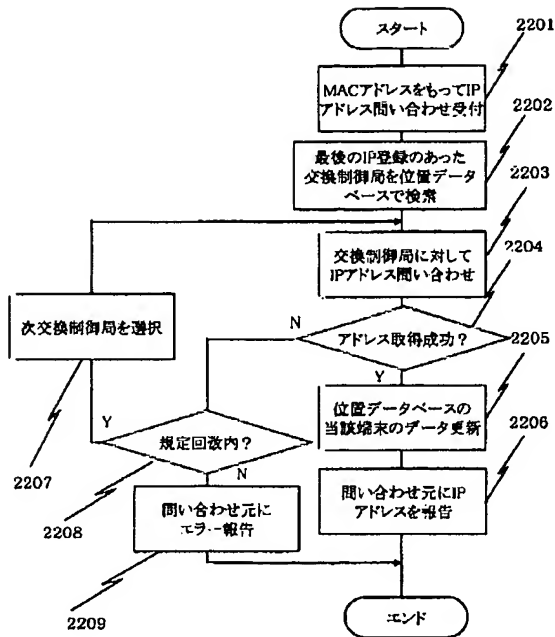 スタート
2201
MACアドレスをもってIP
アドレス問い合わせ受付
2202
最後のIP登録のあった
交換制御局を位置データ
ベースで検索
2203
交換制御局に対して
IPアドレス問い合わせ
2204
次交換制御局を選択
N
アドレス取得成功？
2205
Y
Y
規定回数内？
位置データベースの
当該端末のデータ更新
2206
2207
2208
N
問い合わせ元に
エラー報告
問い合わせ元にIP
アドレスを報告
2209
エンド